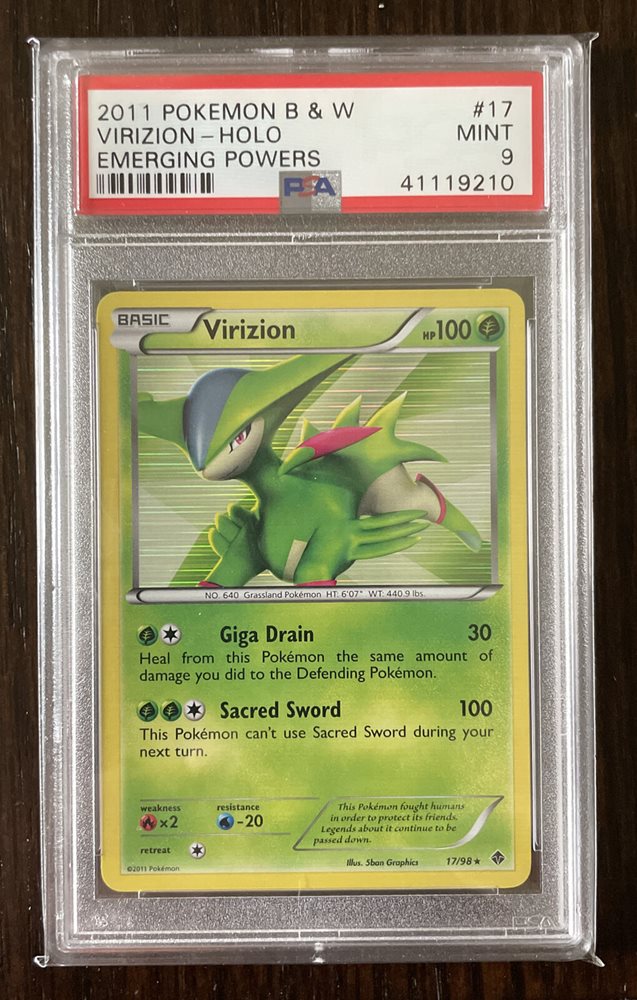 2011 POKEMON B & W #17
VIRIZION - HOLO MINT
EMERGING POWERS 9
PSA 41119210
BASIC Virizion HP100
NO. 640 Grassland Pokémon HT: 6'07" WT: 440.9 lbs.
Giga Drain 30
Heal from this Pokémon the same amount of
damage you did to the Defending Pokémon.
Sacred Sword 100
This Pokémon can't use Sacred Sword during your
next turn.
weakness resistance
×2 -20
retreat
This Pokémon fought humans
in order to protect its friends.
Legends about it continue to be
passed down.
©2011 Pokémon Illus. 5ban Graphics 17/98 ★
PSA